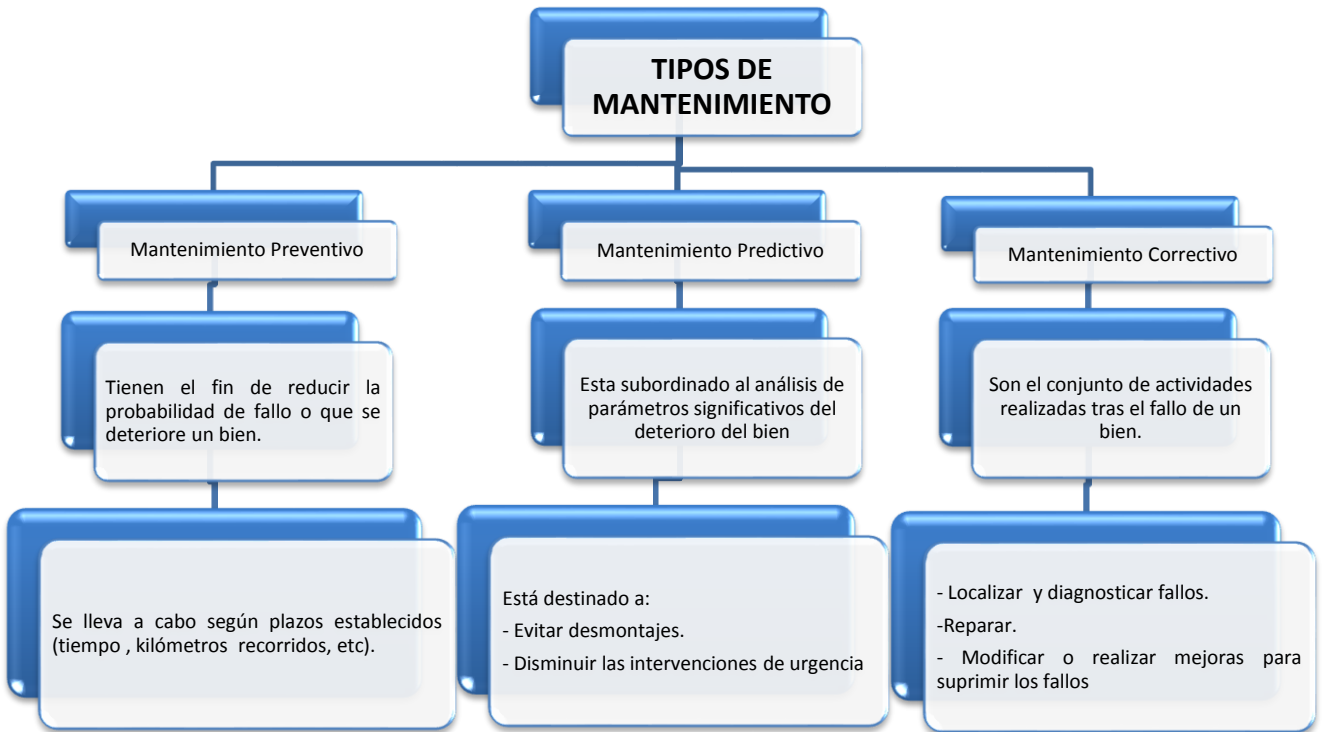 TIPOS DE
MANTENIMIENTO
Mantenimiento Preventivo
Mantenimiento Predictivo
Mantenimiento Correctivo
Tienen el fin de reducir la
probabilidad de fallo o que se
deteriore un bien.
Esta subordinado al análisis de
parámetros significativos del
deterioro del bien
Son el conjunto de actividades
realizadas tras el fallo de un
bien.
Se lleva a cabo según plazos establecidos
(tiempo , kilómetros recorridos, etc).
Está destinado a:
- Evitar desmontajes.
- Disminuir las intervenciones de urgencia
- Localizar y diagnosticar fallos.
-Reparar.
- Modificar o realizar mejoras para
suprimir los fallos